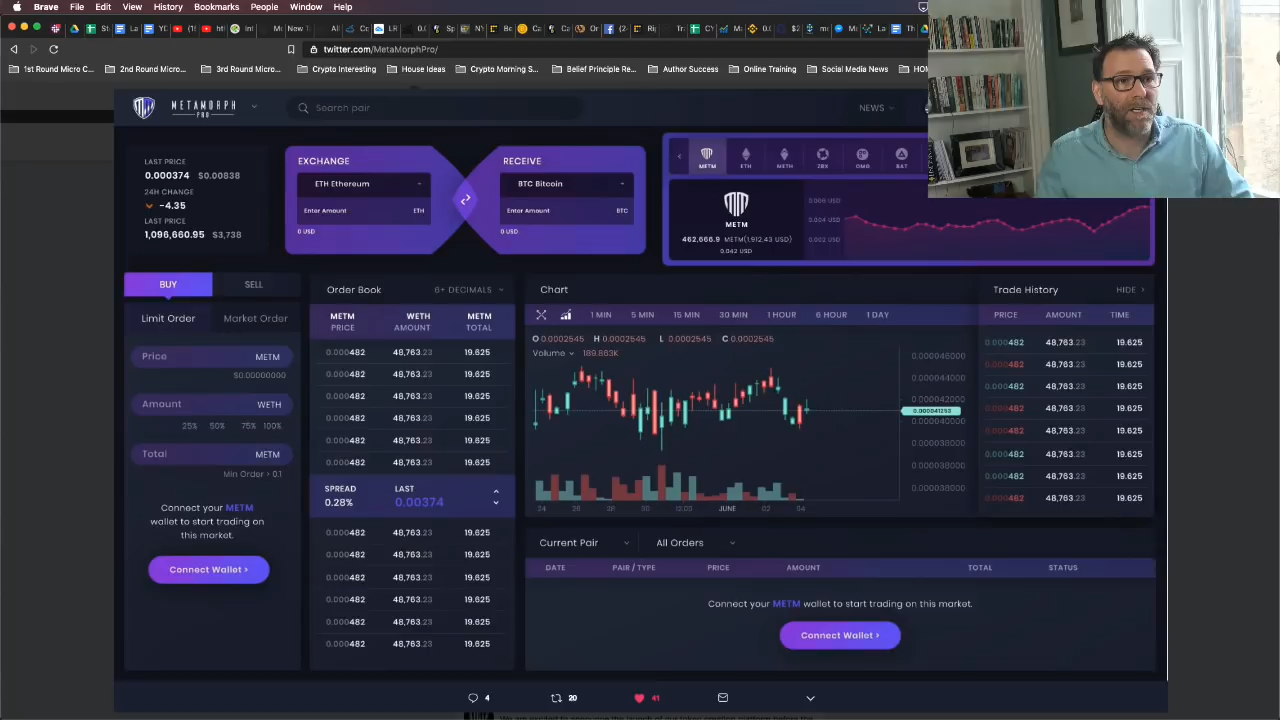 Brave File Edit View History Bookmarks People Window Help
twitter.com/MetaMorphPro/
1st Round Micro C... 2nd Round Micro... 3rd Round Micro... Crypto Interesting House Ideas Crypto Morning S... Belief Principle Re... Author Success Online Training Social Media News
METAMORPH
PRO
Search pair
NEWS
LAST PRICE
0.000374 $0.00838
24H CHANGE
-4.35
LAST PRICE
1,096,660.95 $3,738
EXCHANGE
ETH Ethereum
Enter Amount ETH
0 USD
RECEIVE
BTC Bitcoin
Enter Amount BTC
0 USD
METM ETH METH ZRX OMG BAT
METM
462,666.9 METM(1,912.43 USD)
9.042 USD
0.006 USD
0.004 USD
0.002 USD
BUY SELL
Limit Order Market Order
Price METM
$0.00000000
Amount WETH
25% 50% 75% 100%
Total METM
Min Order > 0.1
Connect your METM
wallet to start trading on
this market.
Connect Wallet >
Order Book 6+ DECIMALS
METM WETH METM
PRICE AMOUNT TOTAL
0.000482 48,763.23 19.625
0.000482 48,763.23 19.625
0.000482 48,763.23 19.625
0.000482 48,763.23 19.625
0.000482 48,763.23 19.625
0.000482 48,763.23 19.625
SPREAD LAST
0.28% 0.00374
0.000482 48,763.23 19.625
0.000482 48,763.23 19.625
0.000482 48,763.23 19.625
0.000482 48,763.23 19.625
0.000482 48,763.23 19.625
0.000482 48,763.23 19.625
Chart
1 MIN 5 MIN 15 MIN 30 MIN 1 HOUR 6 HOUR 1 DAY
O 0.0002545 H 0.0002545 L 0.0002545 C 0.0002545
Volume 189.883K
0.000046000
0.000044000
0.000042000
0.000041250
0.000040000
0.000038000
0.000038000
0.000038000
24 26 28 30 12:00 JUNE 02 04
Trade History HIDE >
PRICE AMOUNT TIME
0.000482 48,763.23 19.625
0.000482 48,763.23 19.625
0.000482 48,763.23 19.625
0.000482 48,763.23 19.625
0.000482 48,763.23 19.625
0.000482 48,763.23 19.625
0.000482 48,763.23 19.625
0.000482 48,763.23 19.625
Current Pair All Orders
DATE PAIR / TYPE PRICE AMOUNT TOTAL STATUS
Connect your METM wallet to start trading on this market.
Connect Wallet >
4 20 41